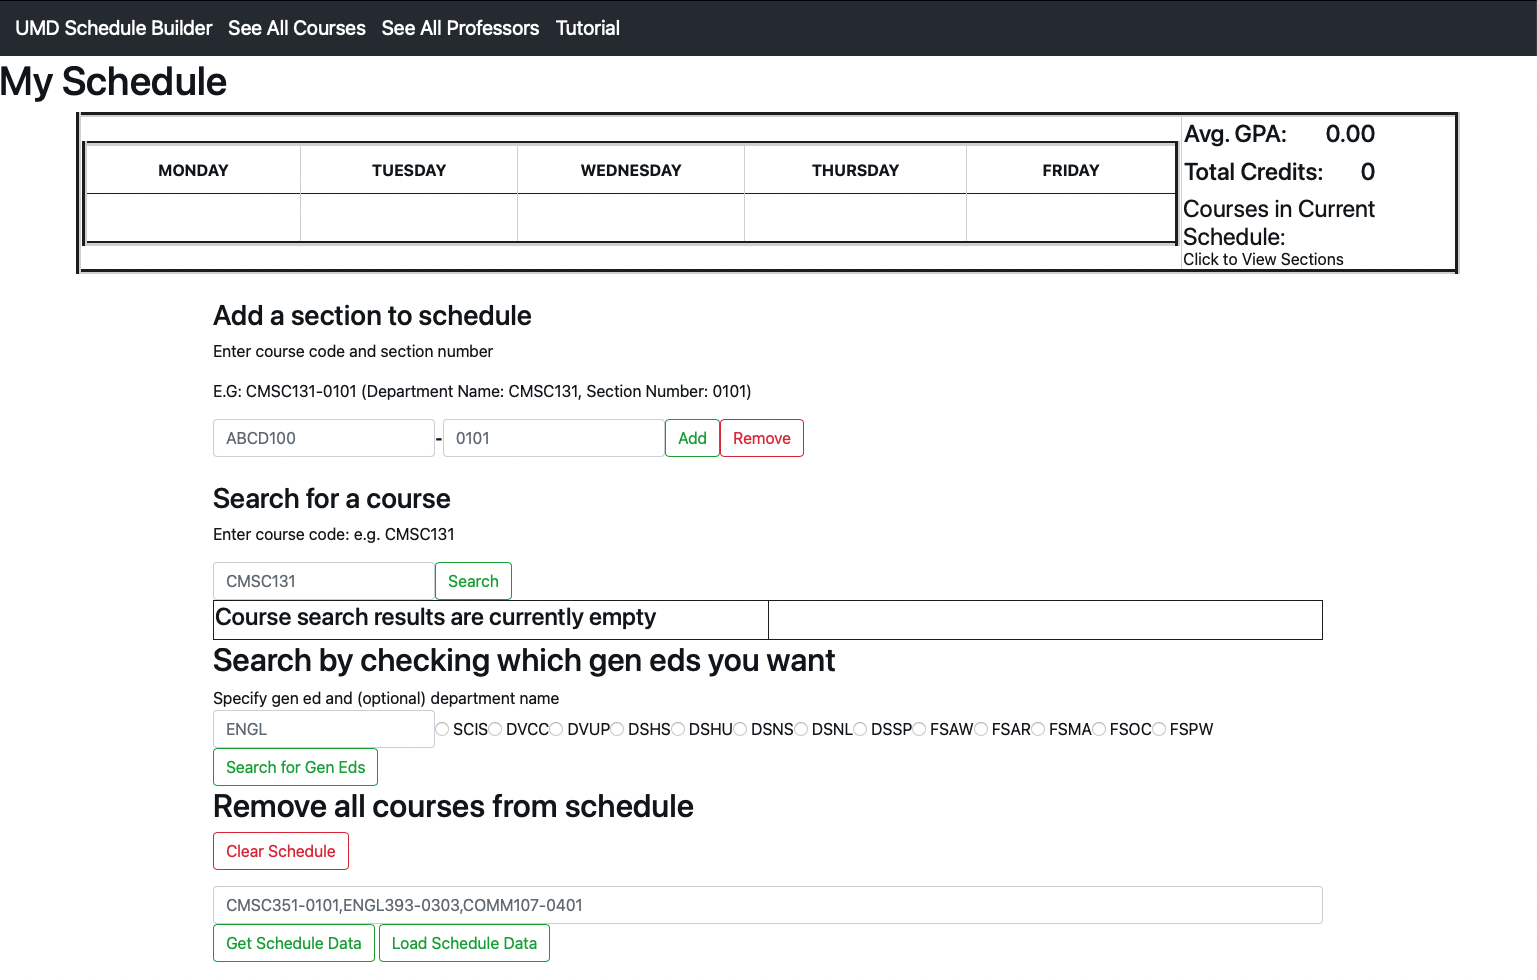 UMD Schedule Builder See All Courses See All Professors Tutorial
My Schedule
MONDAY TUESDAY WEDNESDAY THURSDAY FRIDAY
Avg. GPA: 0.00
Total Credits: 0
Courses in Current
Schedule:
Click to View Sections
Add a section to schedule
Enter course code and section number
E.G: CMSC131-0101 (Department Name: CMSC131, Section Number: 0101)
ABCD100 - 0101 Add Remove
Search for a course
Enter course code: e.g. CMSC131
CMSC131 Search
Course search results are currently empty
Search by checking which gen eds you want
Specify gen ed and (optional) department name
ENGL SCIS DVCC DVUP DSHS DSHU DSNS DSNL DSSP FSAW FSAR FSMA FSOC FSPW
Search for Gen Eds
Remove all courses from schedule
Clear Schedule
CMSC351-0101,ENGL393-0303,COMM107-0401
Get Schedule Data Load Schedule Data